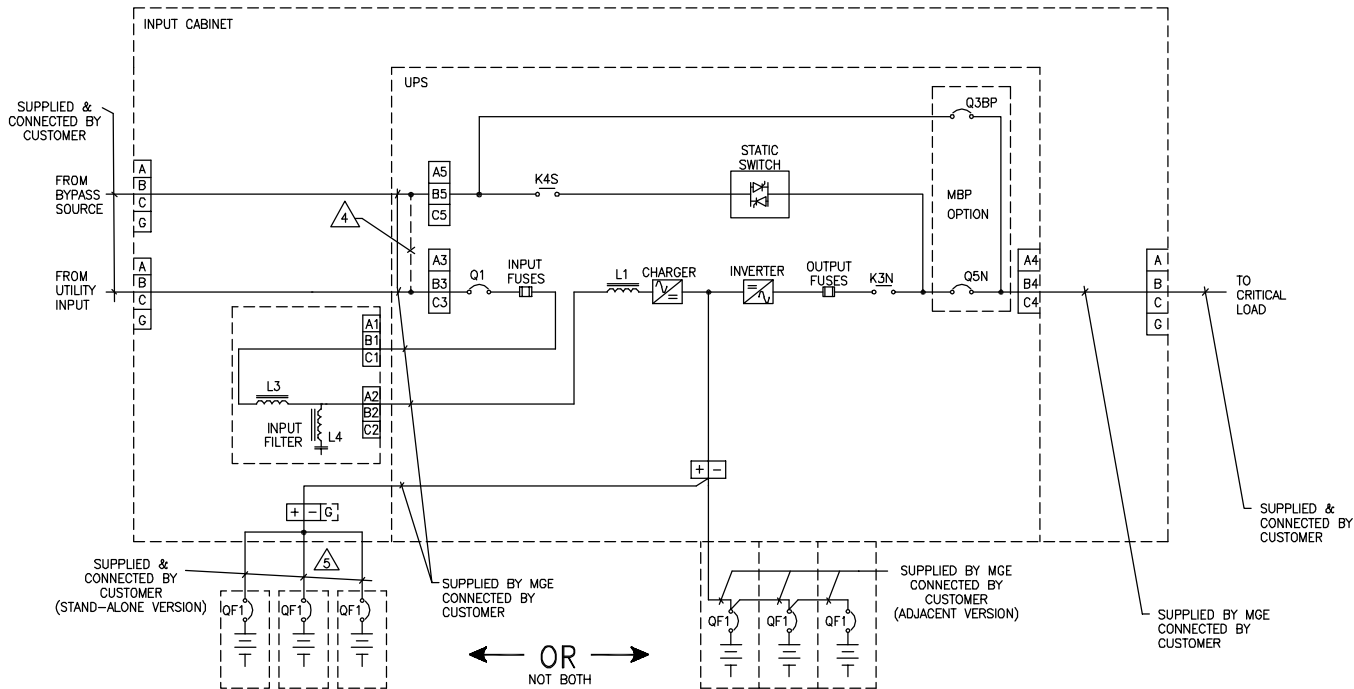 INPUT CABINET
UPS
SUPPLIED &
CONNECTED BY
CUSTOMER
Q3BP
STATIC
SWITCH
FROM
BYPASS
SOURCE
A
B
C
G
A5
B5
C5
K4S
MBP
OPTION
4
FROM
UTILITY
INPUT
A
B
C
G
A3
B3
C3
Q1
INPUT
FUSES
L1
CHARGER
INVERTER
OUTPUT
FUSES
K3N
Q5N
A4
B4
C4
A
B
C
G
TO
CRITICAL
LOAD
A1
B1
C1
L3
A2
B2
C2
INPUT
FILTER
L4
+ -
+ - G
5
SUPPLIED &
CONNECTED BY
CUSTOMER
(STAND-ALONE VERSION)
SUPPLIED BY MGE
CONNECTED BY
CUSTOMER
SUPPLIED BY MGE
CONNECTED BY
CUSTOMER
(ADJACENT VERSION)
SUPPLIED &
CONNECTED BY
CUSTOMER
SUPPLIED BY MGE
CONNECTED BY
CUSTOMER
QF1 QF1 QF1
QF1 QF1 QF1
OR
NOT BOTH